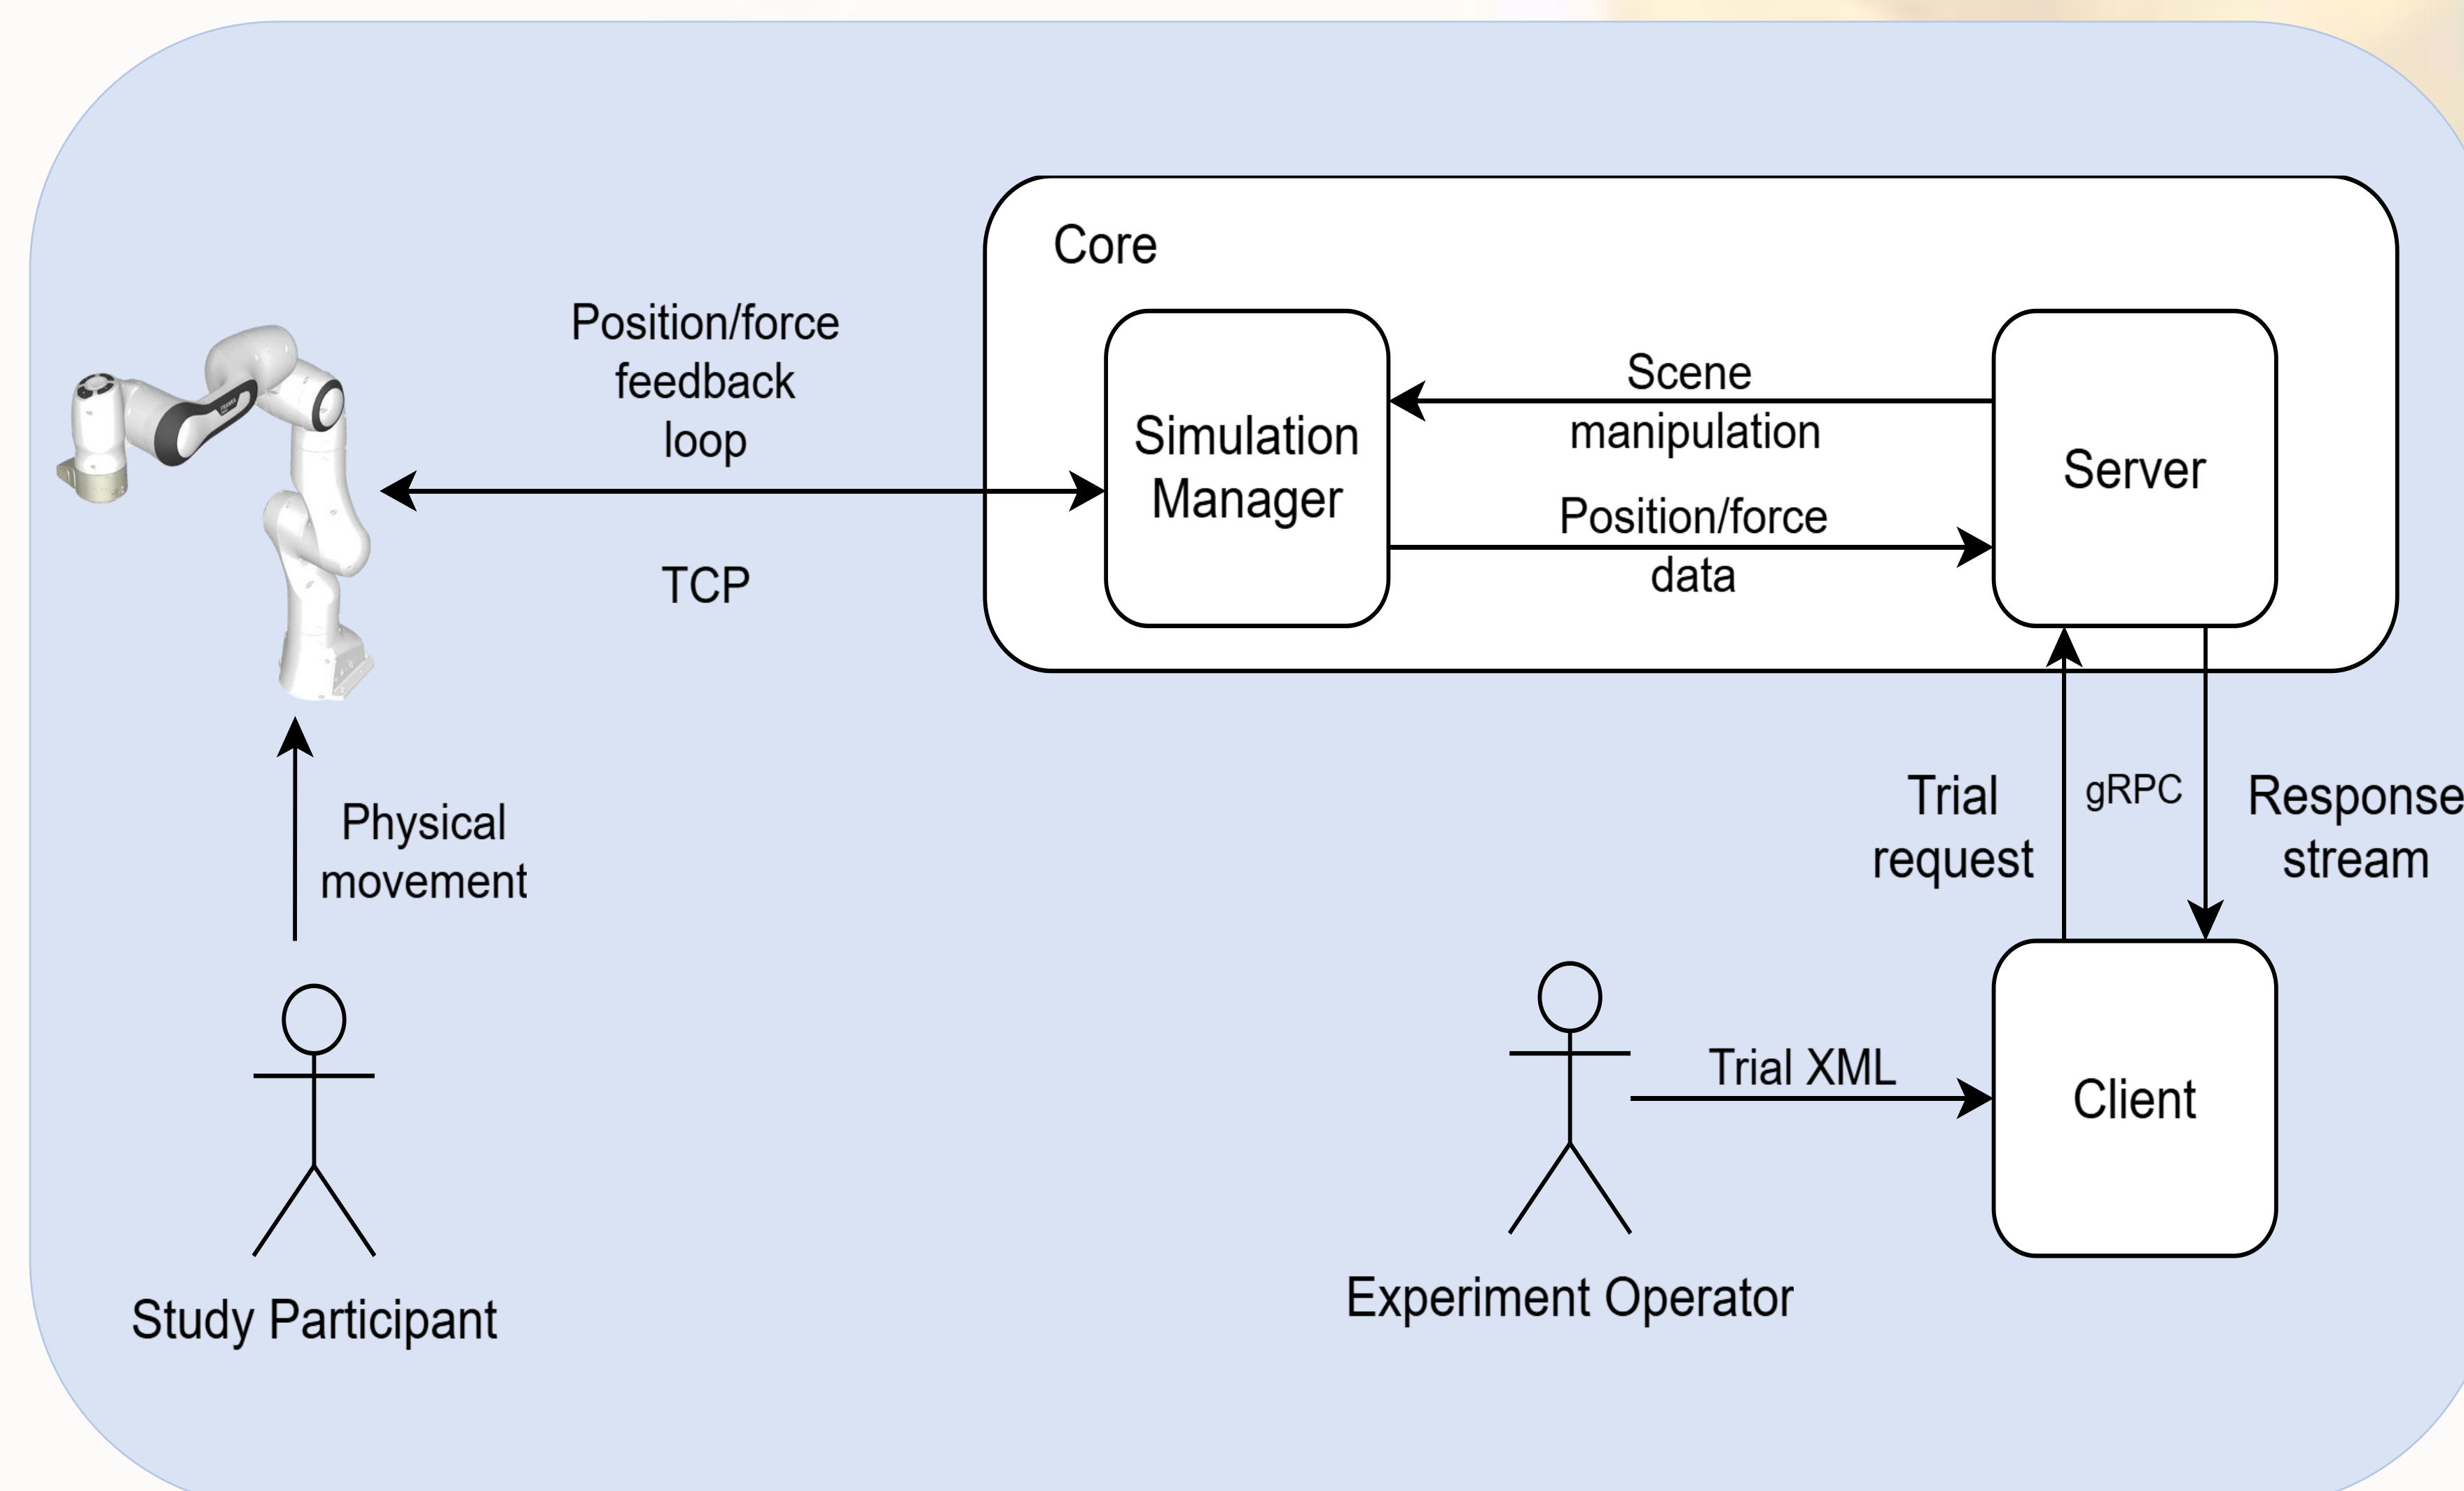 Core
Position/force
feedback
loop
TCP
Simulation
Manager
Scene
manipulation
Position/force
data
Server
Physical
movement
Trial
request
gRPC
Response
stream
Trial XML
Client
Study Participant
Experiment Operator